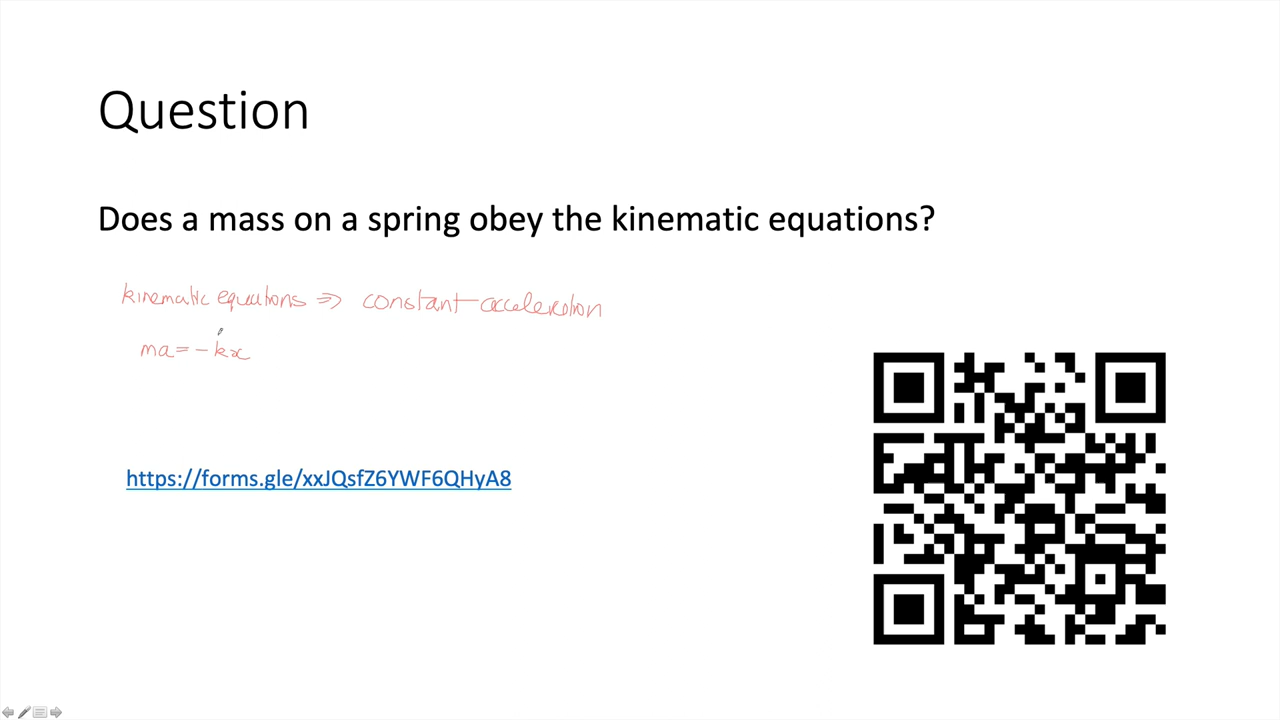 Question
Does a mass on a spring obey the kinematic equations?
kinematic equations ⇒ constant acceleration
ma = -kx
https://forms.gle/xxJQsfZ6YWF6QHyA8